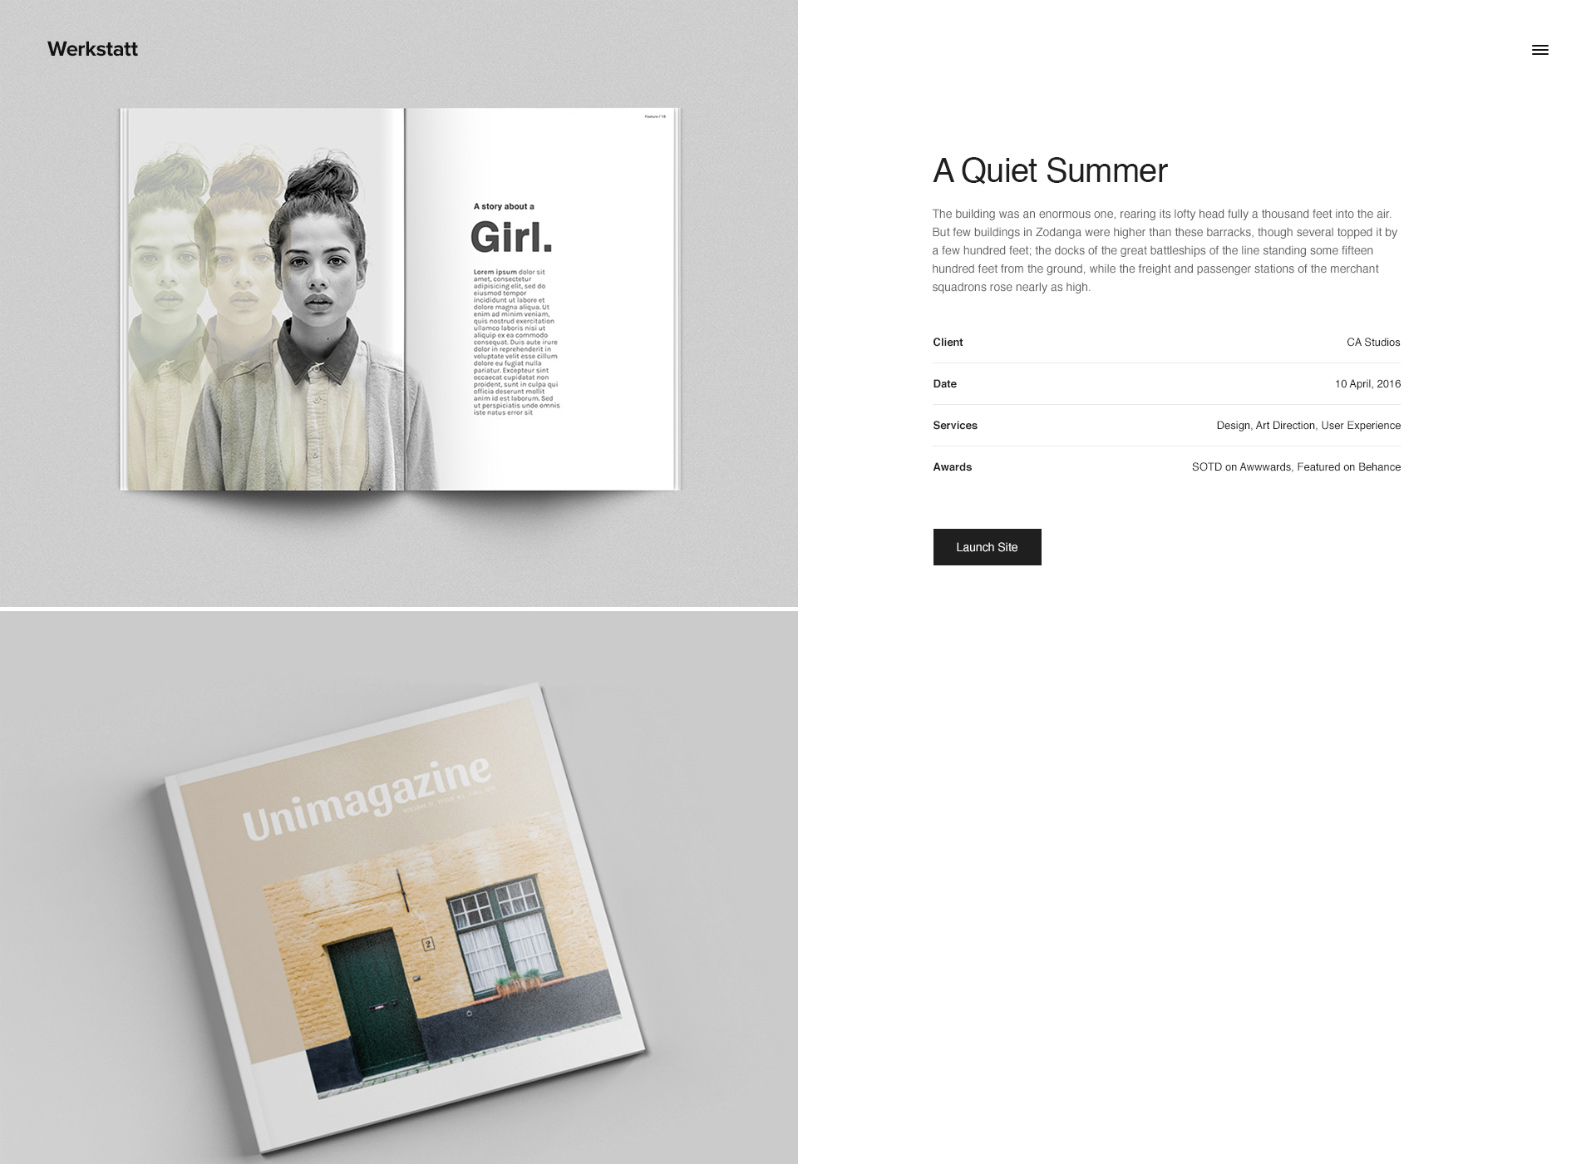 Werkstatt
Feature / 16
A story about a
Girl.
Lorem ipsum dolor sit
amet, consectetur
adipisicing elit, sed do
eiusmod tempor
incididunt ut labore et
dolore magna aliqua. Ut
enim ad minim veniam,
quis nostrud exercitation
ullamco laboris nisi ut
aliquip ex ea commodo
consequat. Duis aute irure
dolor in reprehenderit in
voluptate velit esse cillum
dolore eu fugiat nulla
pariatur. Excepteur sint
occaecat cupidatat non
proident, sunt in culpa qui
officia deserunt mollit
anim id est laborum. Sed
ut perspiciatis unde omnis
iste natus error sit
Unimagazine
2
A Quiet Summer
The building was an enormous one, rearing its lofty head fully a thousand feet into the air.
But few buildings in Zodanga were higher than these barracks, though several topped it by
a few hundred feet; the docks of the great battleships of the line standing some fifteen
hundred feet from the ground, while the freight and passenger stations of the merchant
squadrons rose nearly as high.
Client CA Studios
Date 10 April, 2016
Services Design, Art Direction, User Experience
Awards SOTD on Awwwards, Featured on Behance
Launch Site